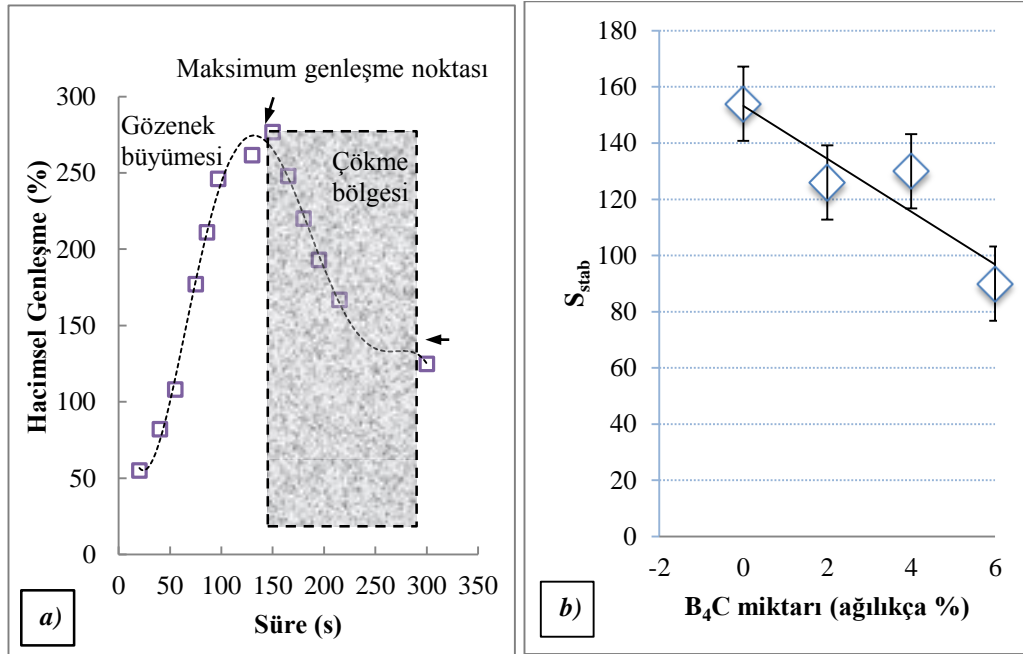 Maksimum genleşme noktası
Gözenek
büyümesi
Çökme
bölgesi
Hacimsel Genleşme (%)
300
250
200
150
100
50
0
0 50 100 150 200 250 300 350
Süre (s)
a)
S_stab
180
160
140
120
100
80
60
40
20
0
-2 0 2 4 6
B₄C miktarı (ağılıkça %)
b)